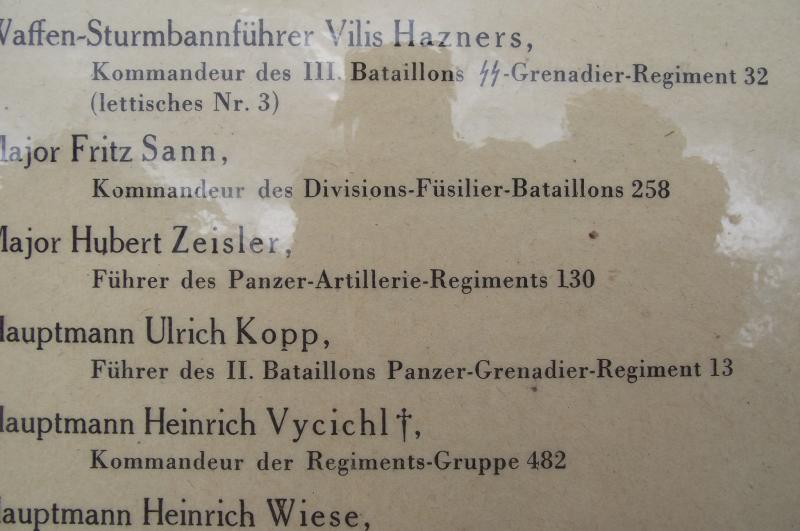 Waffen-Sturmbannführer Vilis Hazners,
Kommandeur des III. Bataillons ᛋᛋ-Grenadier-Regiment 32
(lettisches Nr. 3)
Major Fritz Sann,
Kommandeur des Divisions-Füsilier-Bataillons 258
Major Hubert Zeisler,
Führer des Panzer-Artillerie-Regiments 130
Hauptmann Ulrich Kopp,
Führer des II. Bataillons Panzer-Grenadier-Regiment 13
Hauptmann Heinrich Vycichl †,
Kommandeur der Regiments-Gruppe 482
Hauptmann Heinrich Wiese,